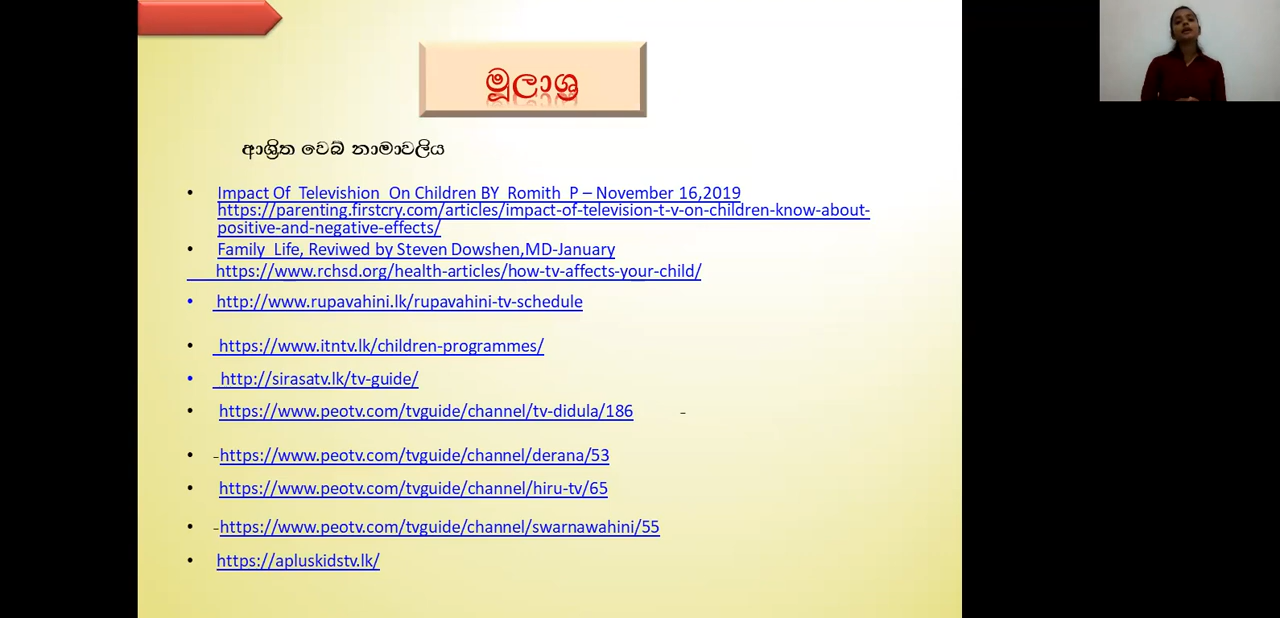 මූලාශ්‍ර
ආශ්‍රිත වෙබ් නාමාවලිය
• Impact Of Televishion On Children BY Romith P – November 16,2019
https://parenting.firstcry.com/articles/impact-of-television-t-v-on-children-know-about-
positive-and-negative-effects/
• Family Life, Reviwed by Steven Dowshen,MD-January
https://www.rchsd.org/health-articles/how-tv-affects-your-child/
• http://www.rupavahini.lk/rupavahini-tv-schedule
• https://www.itntv.lk/children-programmes/
• http://sirasatv.lk/tv-guide/
• https://www.peotv.com/tvguide/channel/tv-didula/186 -
• -https://www.peotv.com/tvguide/channel/derana/53
• https://www.peotv.com/tvguide/channel/hiru-tv/65
• -https://www.peotv.com/tvguide/channel/swarnawahini/55
• https://apluskidstv.lk/